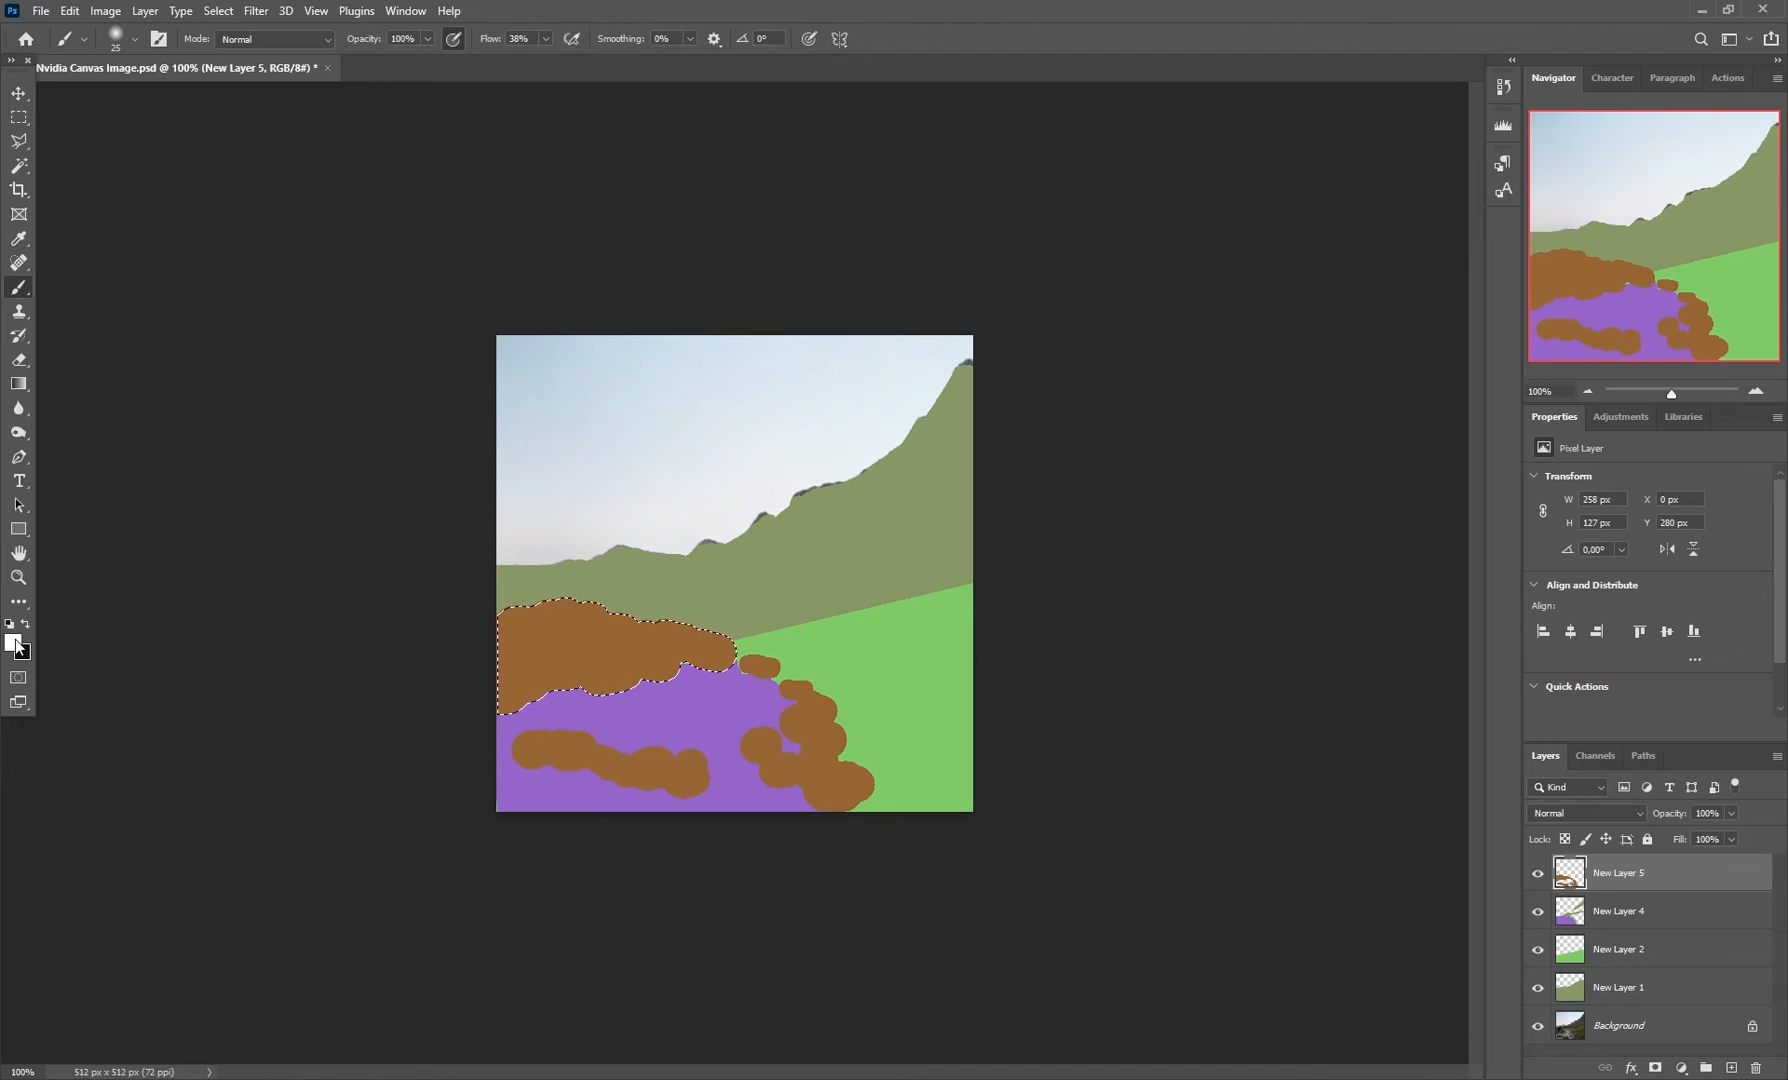 Ps File Edit Image Layer Type Select Filter 3D View Plugins Window Help
25 Mode: Normal Opacity: 100% Flow: 38% Smoothing: 0% 0°
Nvidia Canvas Image.psd @ 100% (New Layer 5, RGB/8#) *
Navigator Character Paragraph Actions
100%
Properties Adjustments Libraries
Pixel Layer
Transform
W 258 px X 0 px
H 127 px Y 280 px
0,00°
Align and Distribute
Align:
Quick Actions
Layers Channels Paths
Kind
Normal Opacity: 100%
Lock: Fill: 100%
New Layer 5
New Layer 4
New Layer 2
New Layer 1
Background
100% 512 px x 512 px (72 ppi)